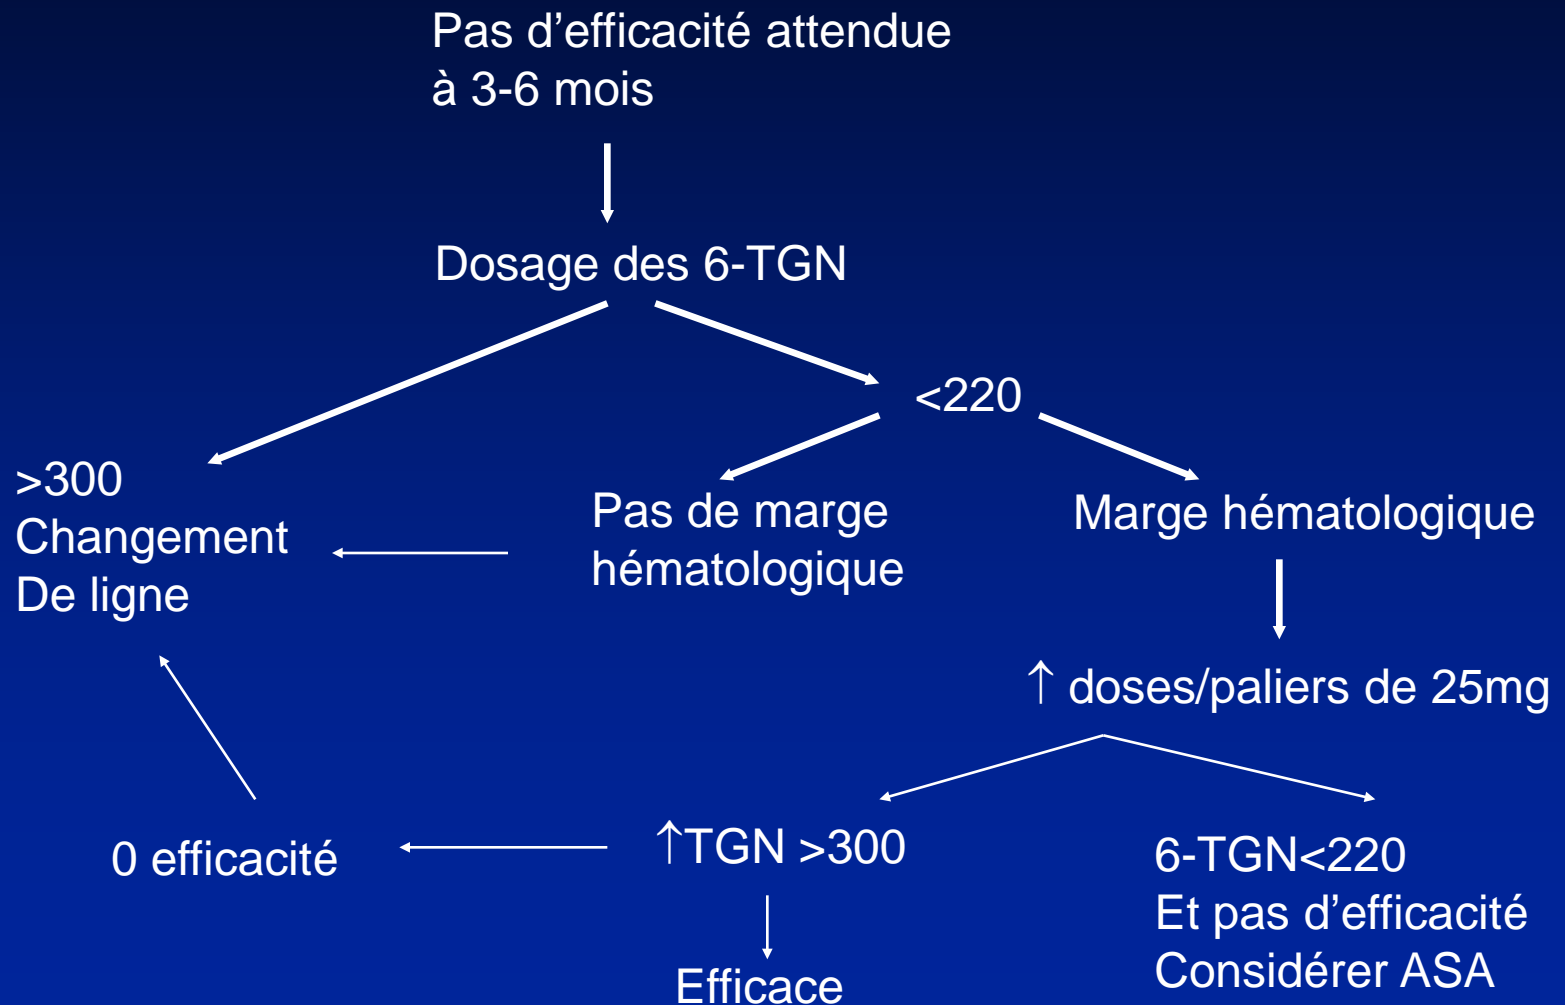 Pas d’efficacité attendue
à 3-6 mois
Dosage des 6-TGN
<220
>300
Changement
De ligne
Pas de marge
hématologique
Marge hématologique
↑ doses/paliers de 25mg
0 efficacité
↑TGN >300
6-TGN<220
Et pas d’efficacité
Considérer ASA
Efficace